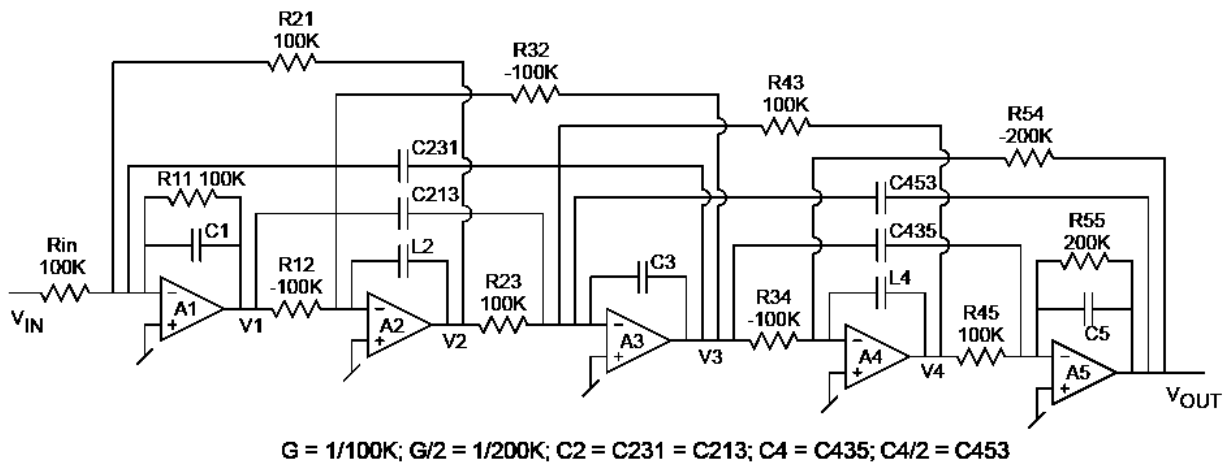 R21
100K
R32
-100K
R43
100K
R54
-200K
C231
C453
R11 100K
C213
R55
200K
C1
C435
Rin
100K
L2
R12
-100K
C3
L4
R23
100K
R34
-100K
R45
100K
C5
VIN
A1
V1
A2
V2
A3
V3
A4
V4
A5
VOUT
- + - + - + - + - +
G = 1/100K; G/2 = 1/200K; C2 = C231 = C213; C4 = C435; C4/2 = C453